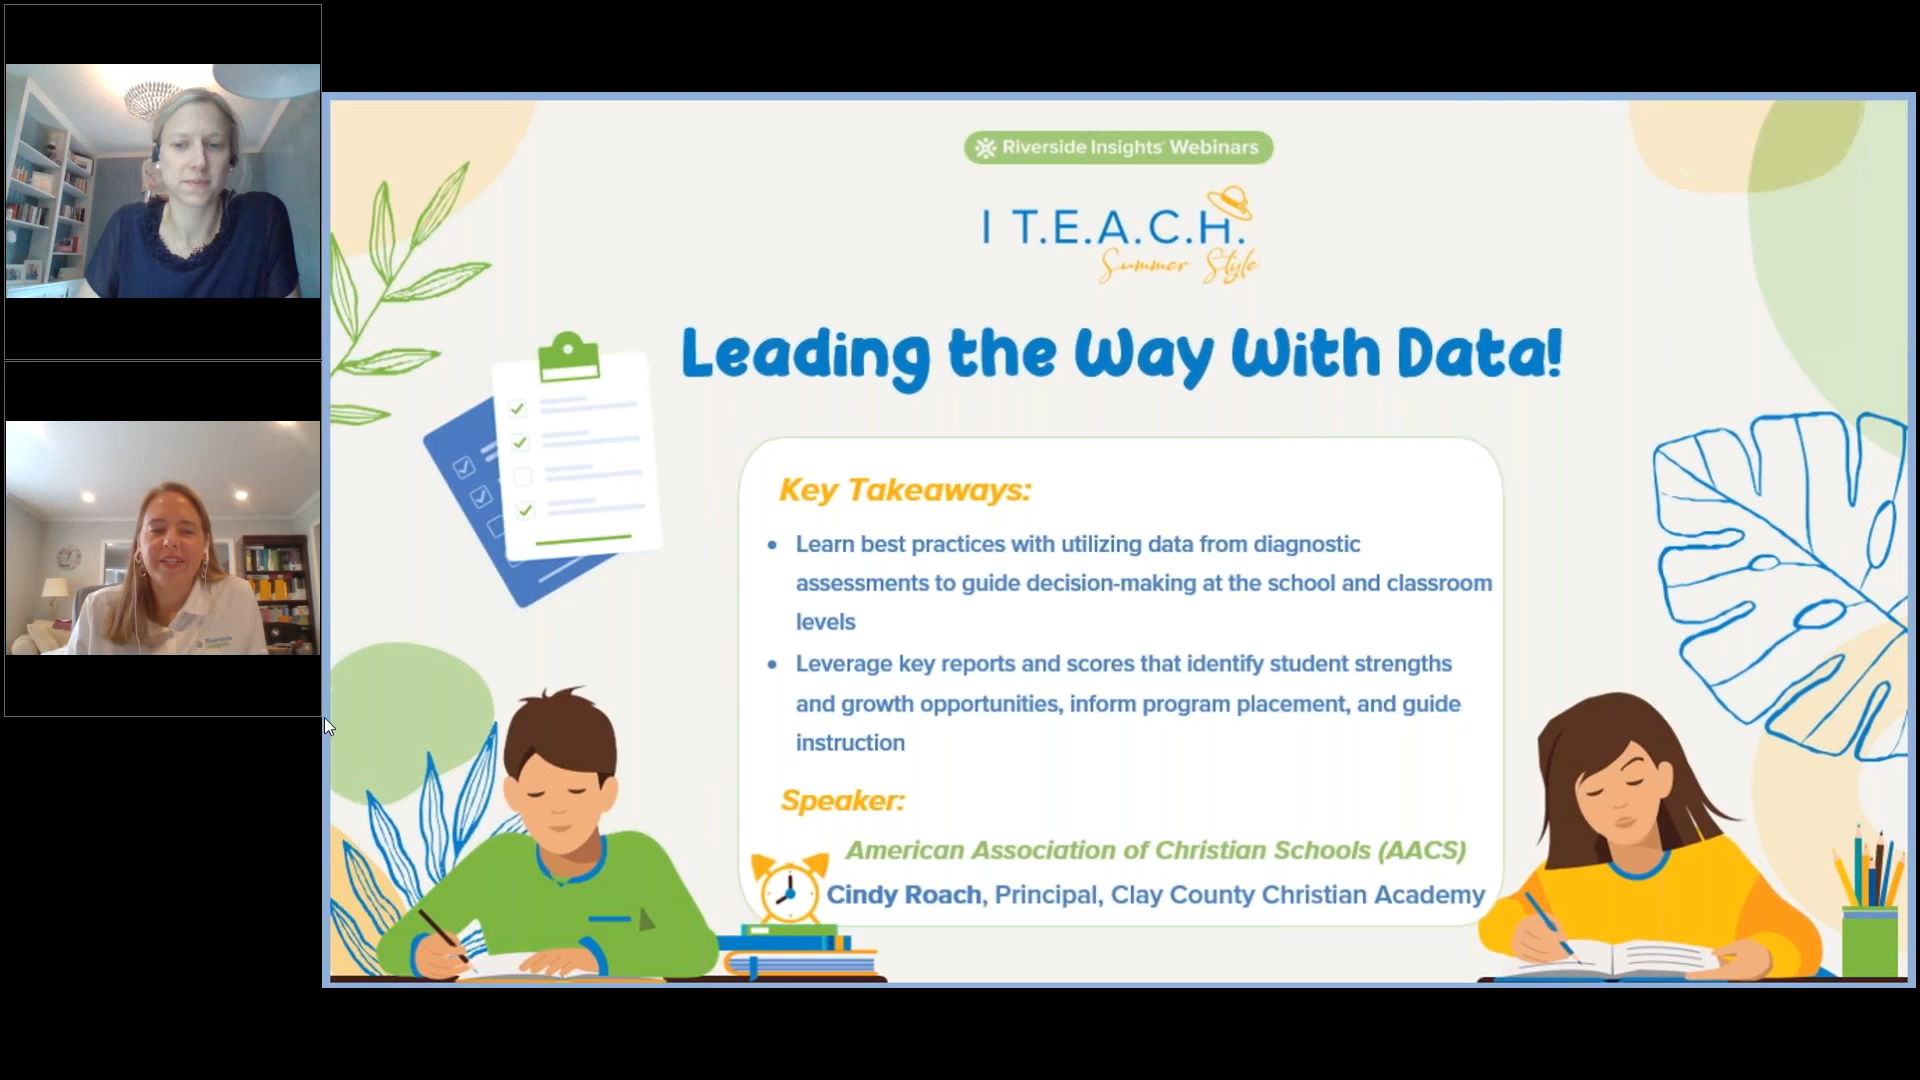 Riverside Insights® Webinars
I T.E.A.C.H.
Summer Style
Leading the Way With Data!
Key Takeaways:
• Learn best practices with utilizing data from diagnostic
assessments to guide decision-making at the school and classroom
levels
• Leverage key reports and scores that identify student strengths
and growth opportunities, inform program placement, and guide
instruction
Speaker:
American Association of Christian Schools (AACS)
Cindy Roach, Principal, Clay County Christian Academy
Riverside
Insights